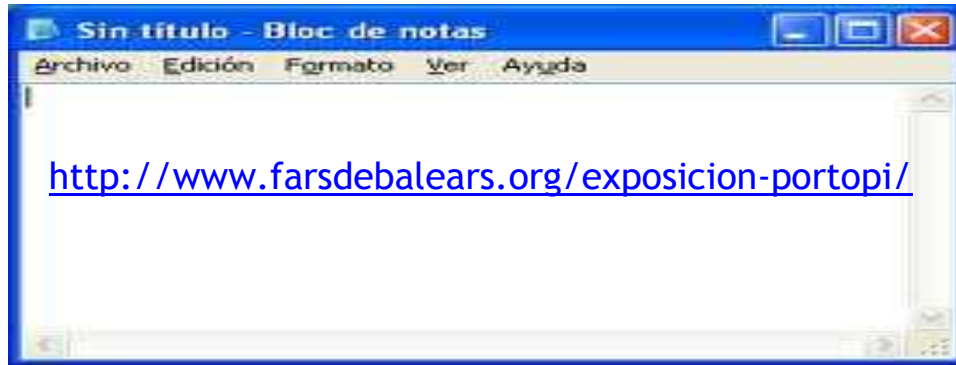 Sin título - Bloc de notas
Archivo Edición Formato Ver Ayuda
http://www.farsdebalears.org/exposicion-portopi/